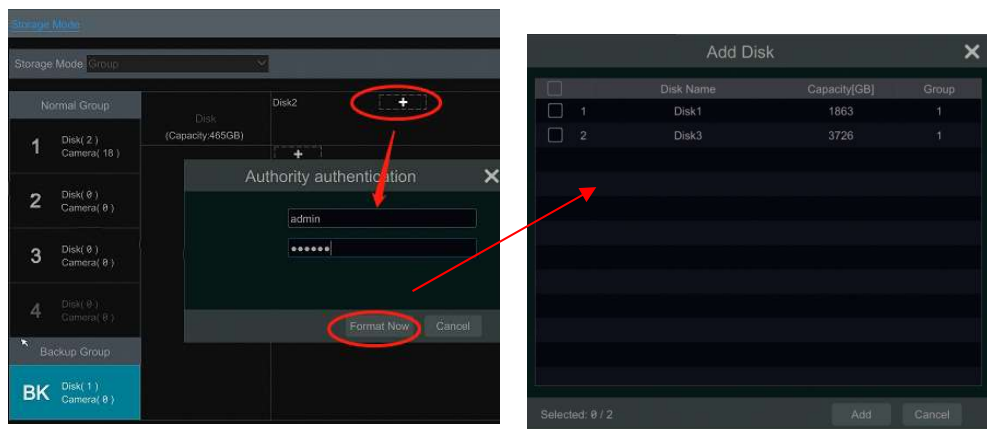 Storage Mode
Storage Mode Group
Normal Group
1
Disk( 2 )
Camera( 18 )
2
Disk( 0 )
Camera( 0 )
3
Disk( 0 )
Camera( 0 )
4
Disk( 0 )
Camera( 0 )
Backup Group
BK
Disk( 1 )
Camera( 0 )
Disk
(Capacity:465GB)
Disk2
+
+
Authority authentication
admin
Format Now Cancel
Add Disk
Disk Name Capacity[GB] Group
1 Disk1 1863 1
2 Disk3 3726 1
Selected: 0 / 2
Add Cancel